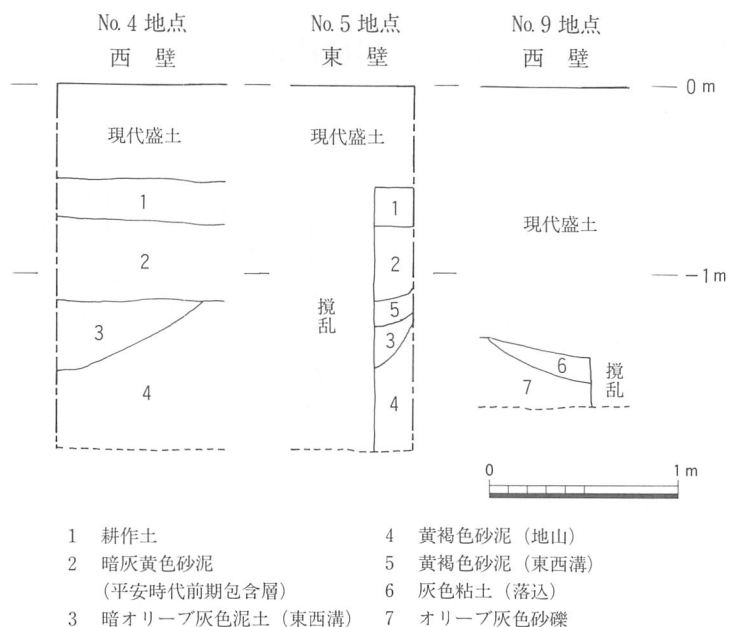 No.4 地点
西 壁
No.5 地点
東 壁
No.9 地点
西 壁
0 m
現代盛土
現代盛土
1
1
現代盛土
2
2
−1m
5
撹乱
3
3
6
撹乱
7
4
4
0 1 m
1 耕作土
2 暗灰黄色砂泥
(平安時代前期包含層)
3 暗オリーブ灰色泥土 (東西溝)
4 黄褐色砂泥 (地山)
5 黄褐色砂泥 (東西溝)
6 灰色粘土 (落込)
7 オリーブ灰色砂礫